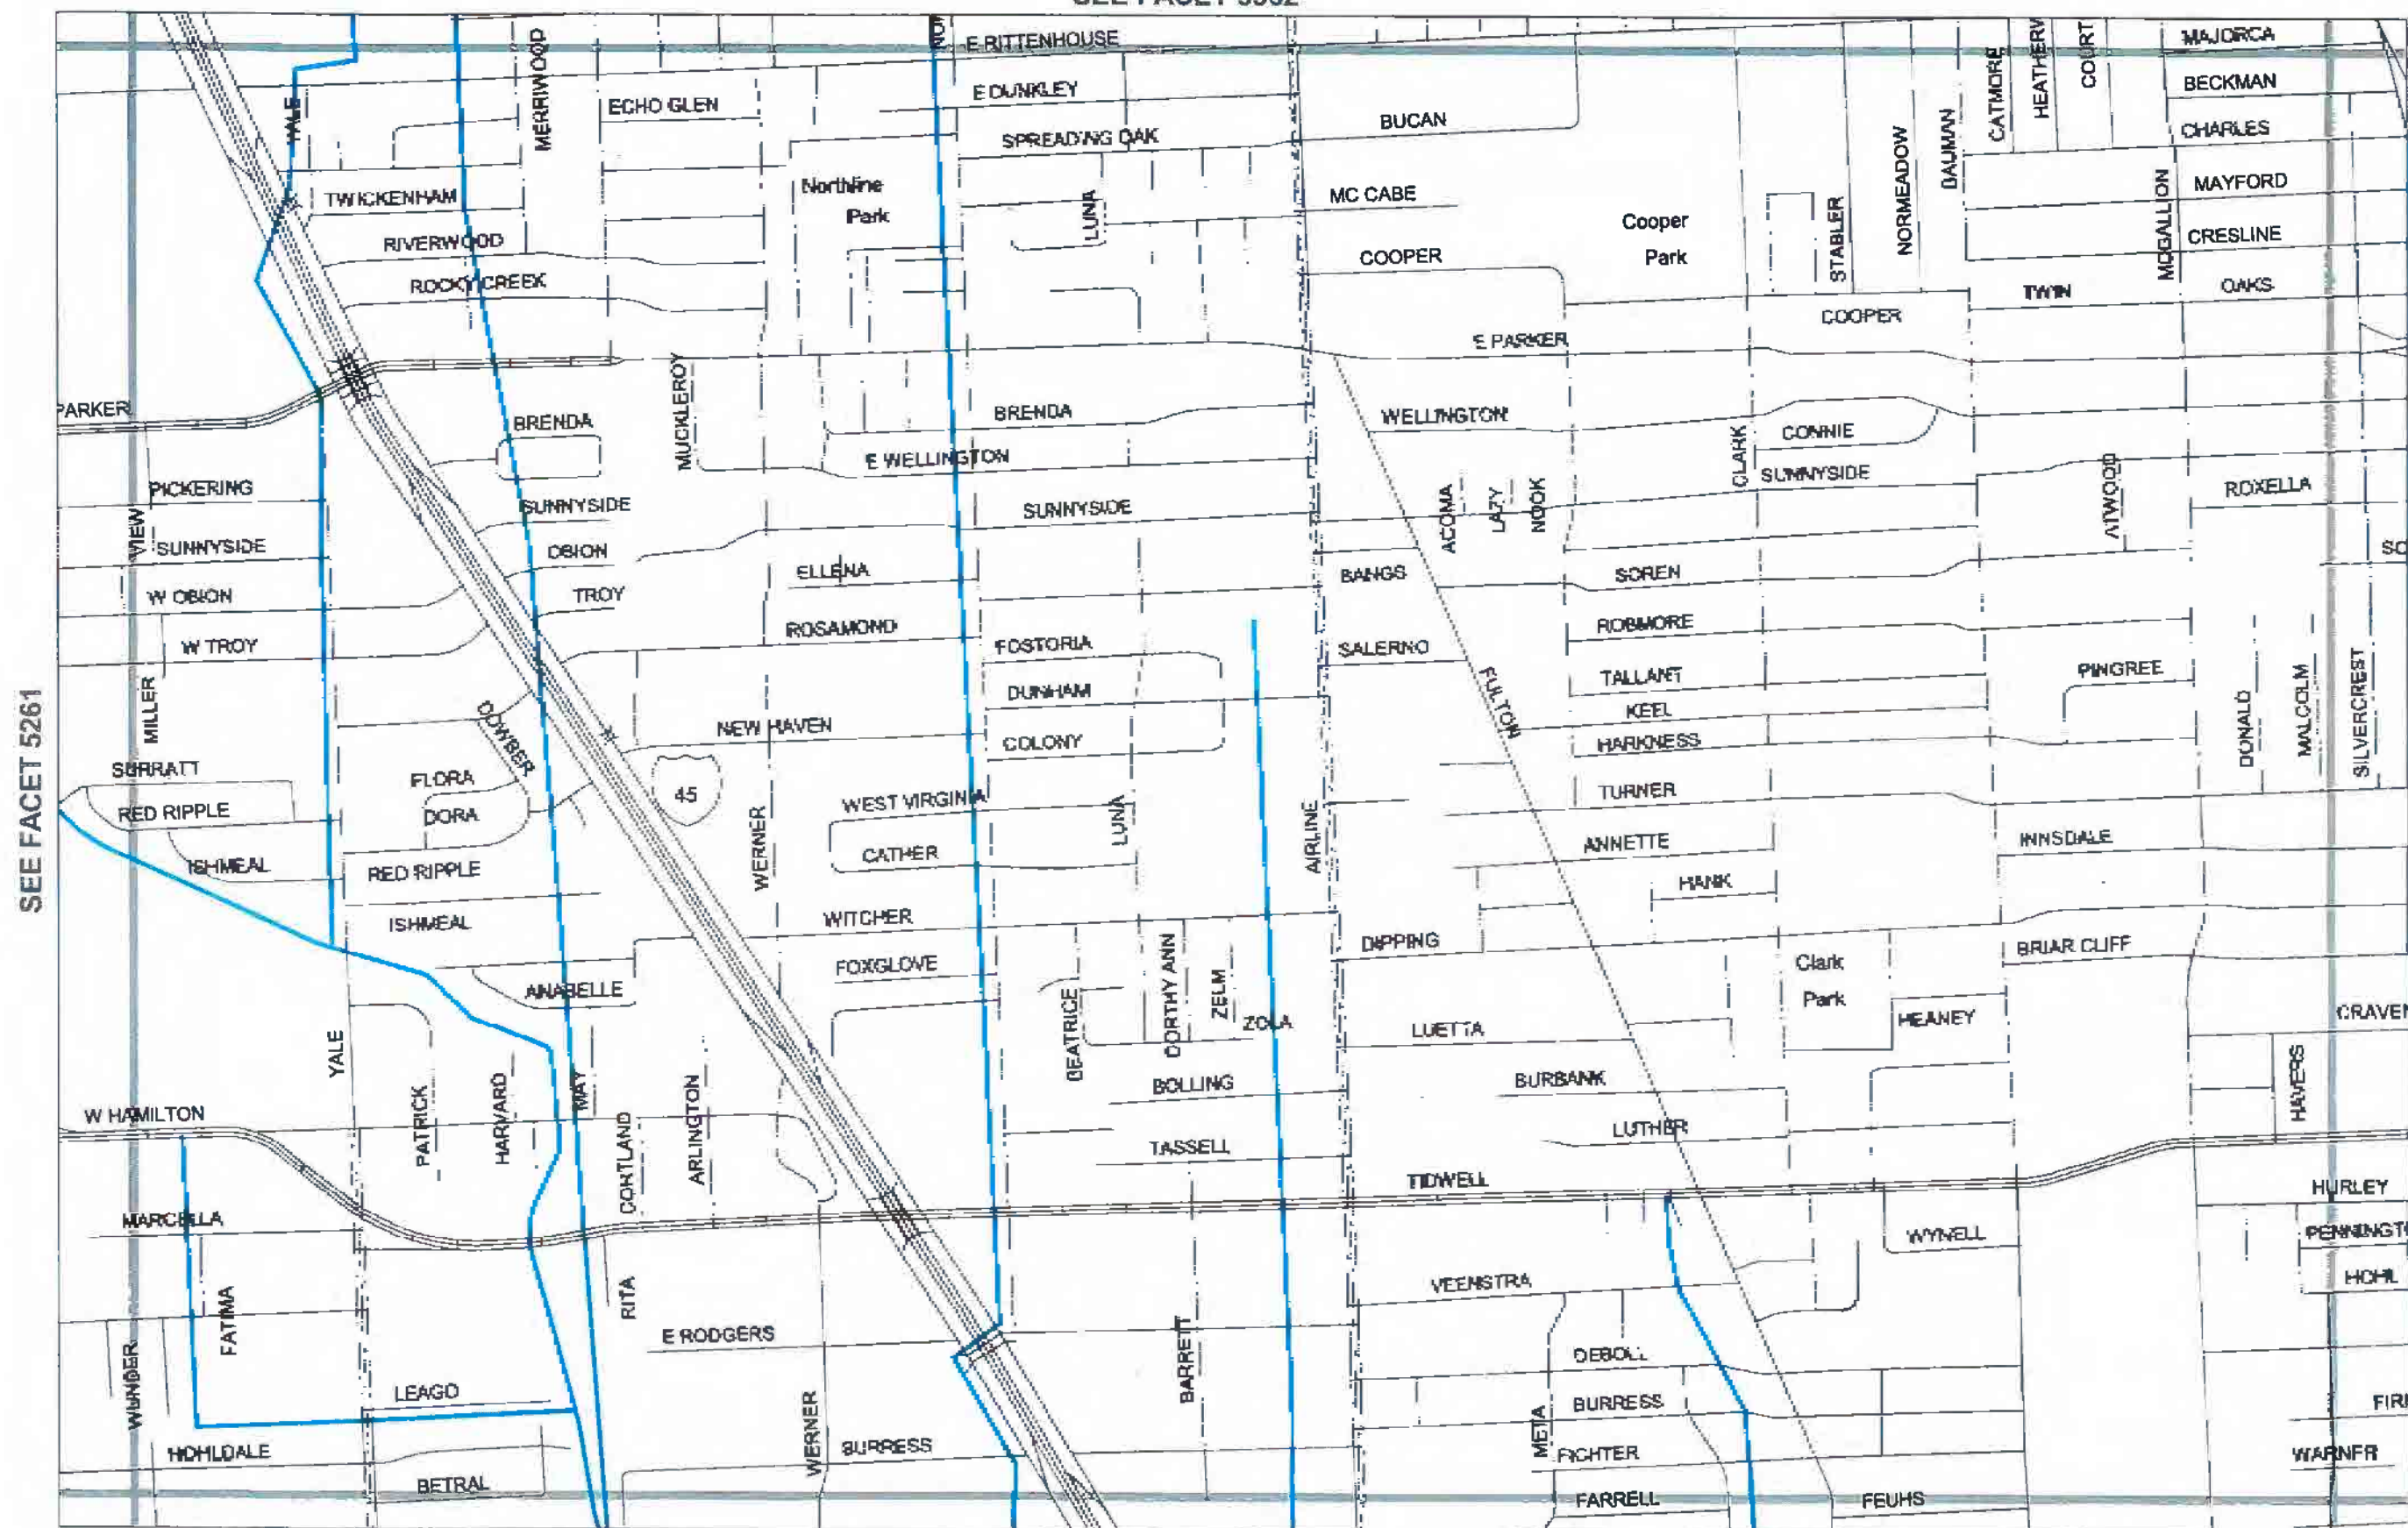 E RITTENHOUSE
MAJORCA
MERRIWOOD
CATMORE
COURT
BECKMAN
YALE
ECHO GLEN
E DUNKLEY
BUCAN
CHARLES
SPREADING OAK
NORMEADOW
BAUMAN
TWICKENHAM
Northline
Park
LUNA
MC CABE
Cooper
Park
STABLER
MCGALLION
MAYFORD
RIVERWOOD
COOPER
CRESLINE
ROCKY CREEK
TWIN
OAKS
COOPER
E PARKER
PARKER
MUCKLEROY
BRENDA
BRENDA
WELLINGTON
CLARK
CONNIE
E WELLINGTON
SUNNYSIDE
ATWOOD
PICKERING
VIEW
SUNNYSIDE
SUNNYSIDE
ACOMA
LAZY
NOOK
ROXELLA
SUNNYSIDE
OBION
ELLENA
BANGS
SOREN
W OBION
TROY
ROSAMOND
ROBMORE
W TROY
FOSTORIA
SALERNO
SEE FACET 5261
MILLER
DUNHAM
FULTON
TALLANT
PINGREE
DONALD
MALCOLM
SILVERCREST
DOWBER
NEW HAVEN
COLONY
KEEL
HARKNESS
SURRATT
FLORA
45
WEST VIRGINIA
TURNER
RED RIPPLE
DORA
WERNER
LUNA
AIRLINE
ISHMEAL
RED RIPPLE
CATHER
ANNETTE
INNSDALE
HANK
ISHMEAL
WITCHER
DIPPING
BRIAR CLIFF
FOXGLOVE
Clark
Park
ANABELLE
BEATRICE
DORTHY ANN
ZELM
ZOLA
LUETTA
HEANEY
YALE
PATRICK
HARVARD
MAY
CORTLAND
ARLINGTON
BOLLING
BURBANK
HAVERS
W HAMILTON
TASSELL
LUTHER
TIDWELL
HURLEY
MARCELLA
WYNELL
FATIMA
RITA
VEENSTRA
HOHL
E RODGERS
BARRETT
DEBOLL
WUNDER
LEAGO
WERNER
META
BURRESS
HOHLDALE
BURRESS
FICHTER
WARNER
BETRAL
FARRELL
FEUHS